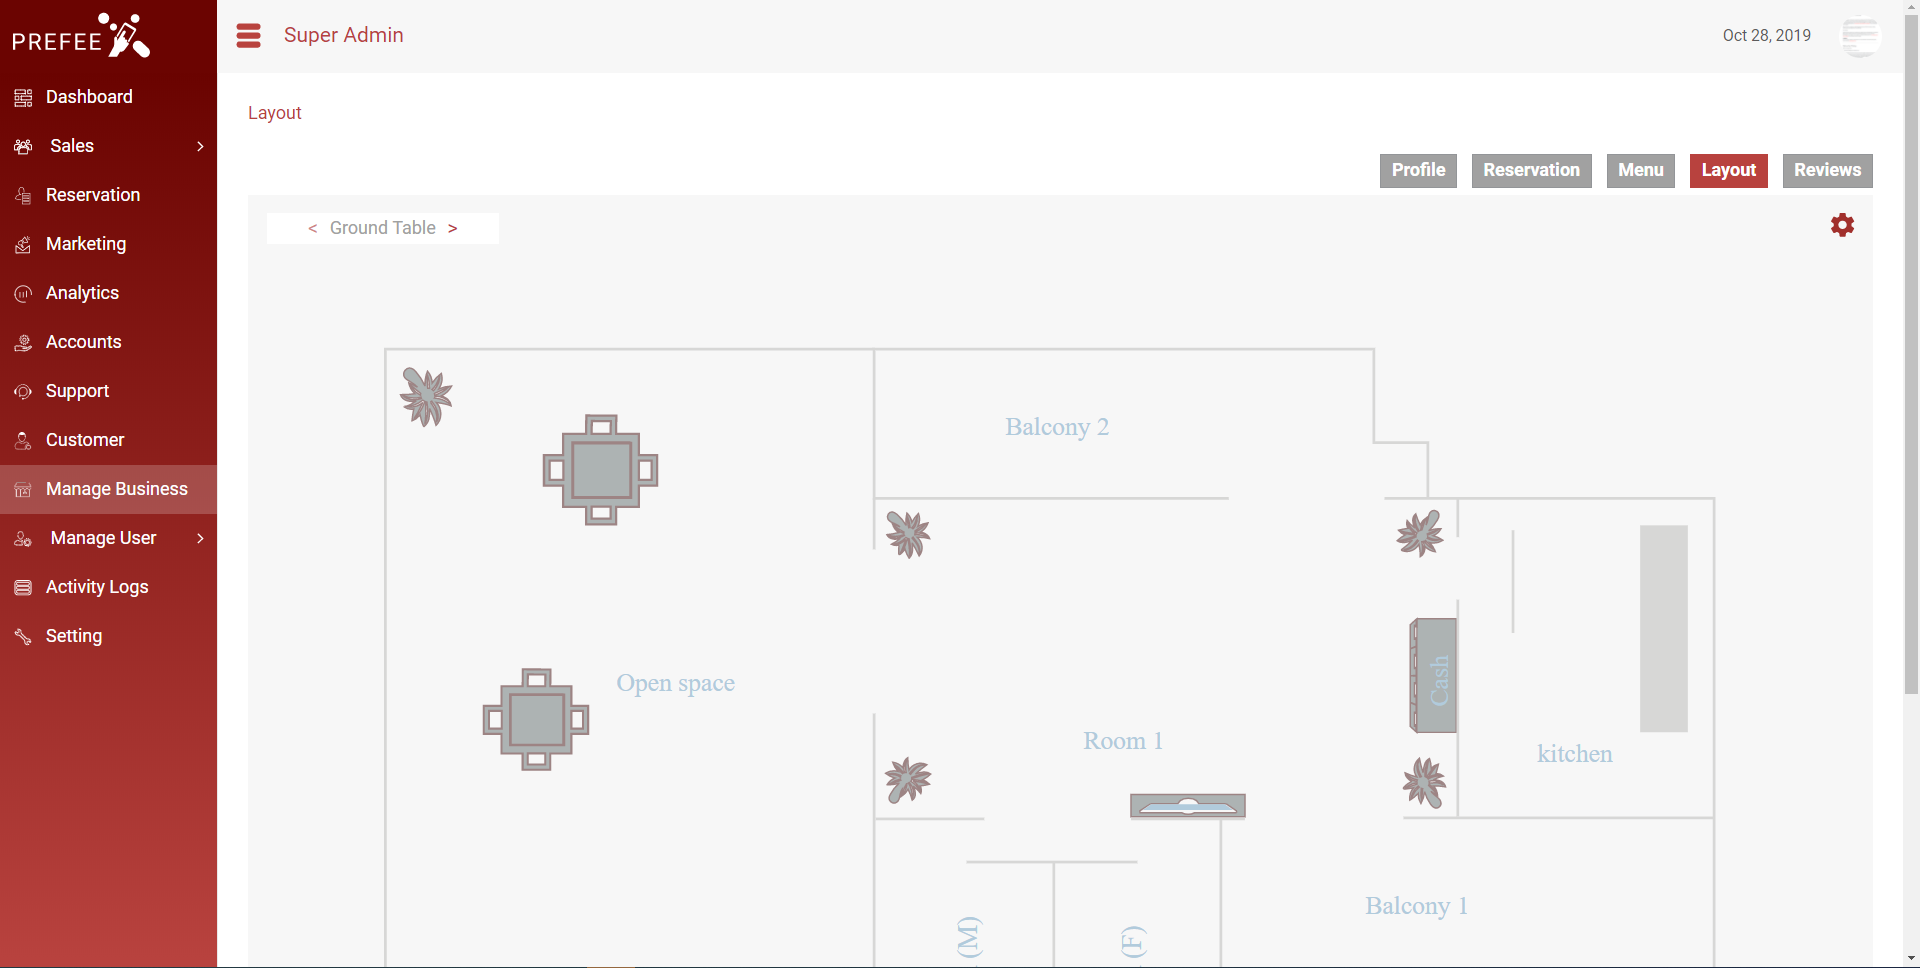 PREFEE
Super Admin
Oct 28, 2019
Dashboard
Sales
Reservation
Marketing
Analytics
Accounts
Support
Customer
Manage Business
Manage User
Activity Logs
Setting
Layout
Profile
Reservation
Menu
Layout
Reviews
< Ground Table >
Balcony 2
Open space
Cash
Room 1
kitchen
Balcony 1
(M)
(F)